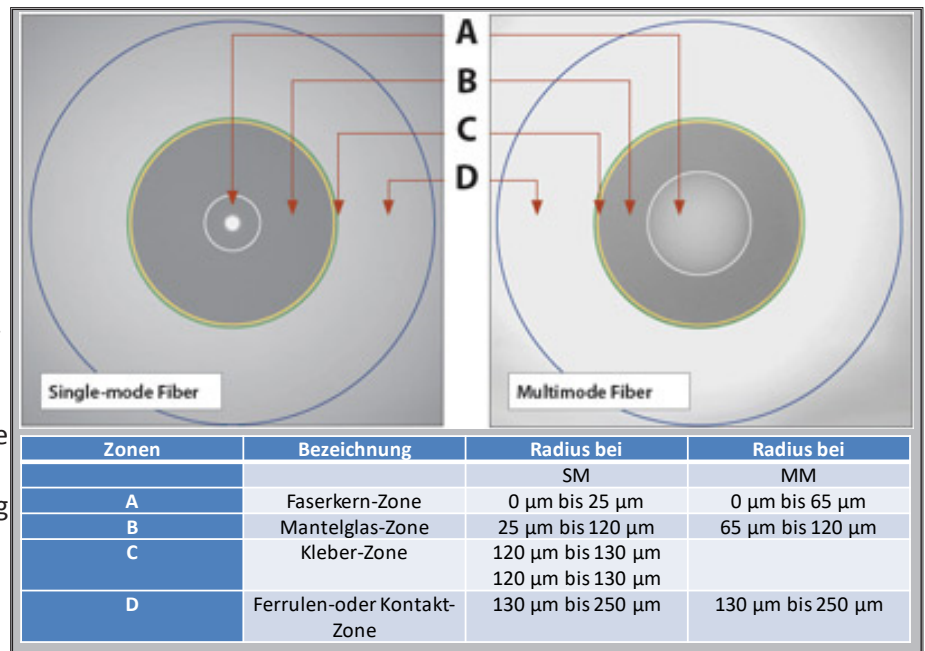 A
B
C
D
Single-mode Fiber
Multimode Fiber
e
g
Zonen Bezeichnung Radius bei Radius bei
SM MM
A Faserkern-Zone 0 µm bis 25 µm 0 µm bis 65 µm
B Mantelglas-Zone 25 µm bis 120 µm 65 µm bis 120 µm
C Kleber-Zone 120 µm bis 130 µm
120 µm bis 130 µm
D Ferrulen-oder Kontakt- 130 µm bis 250 µm 130 µm bis 250 µm
Zone